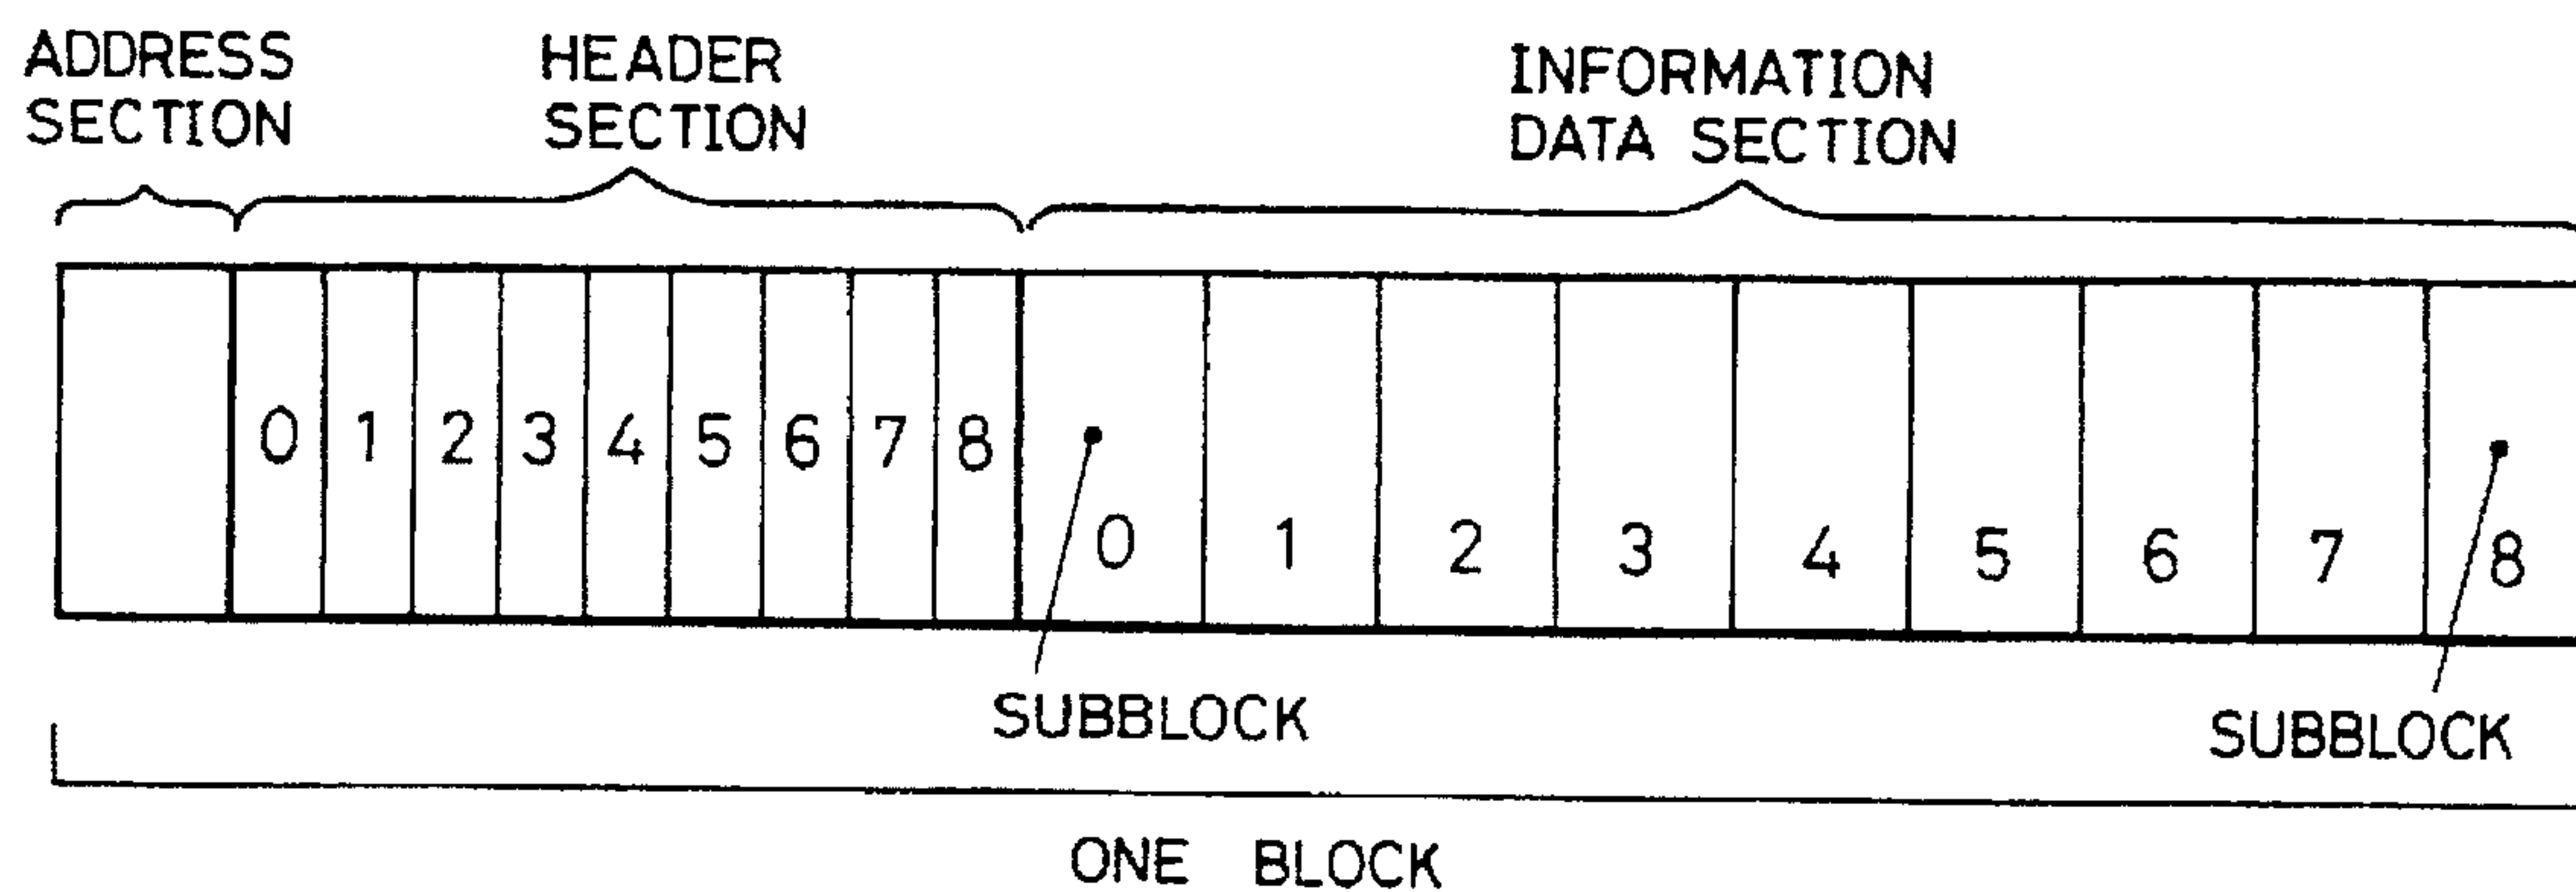 ADDRESS
SECTION
HEADER
SECTION
INFORMATION
DATA SECTION
0 1 2 3 4 5 6 7 8
0 1 2 3 4 5 6 7 8
SUBBLOCK
SUBBLOCK
ONE BLOCK